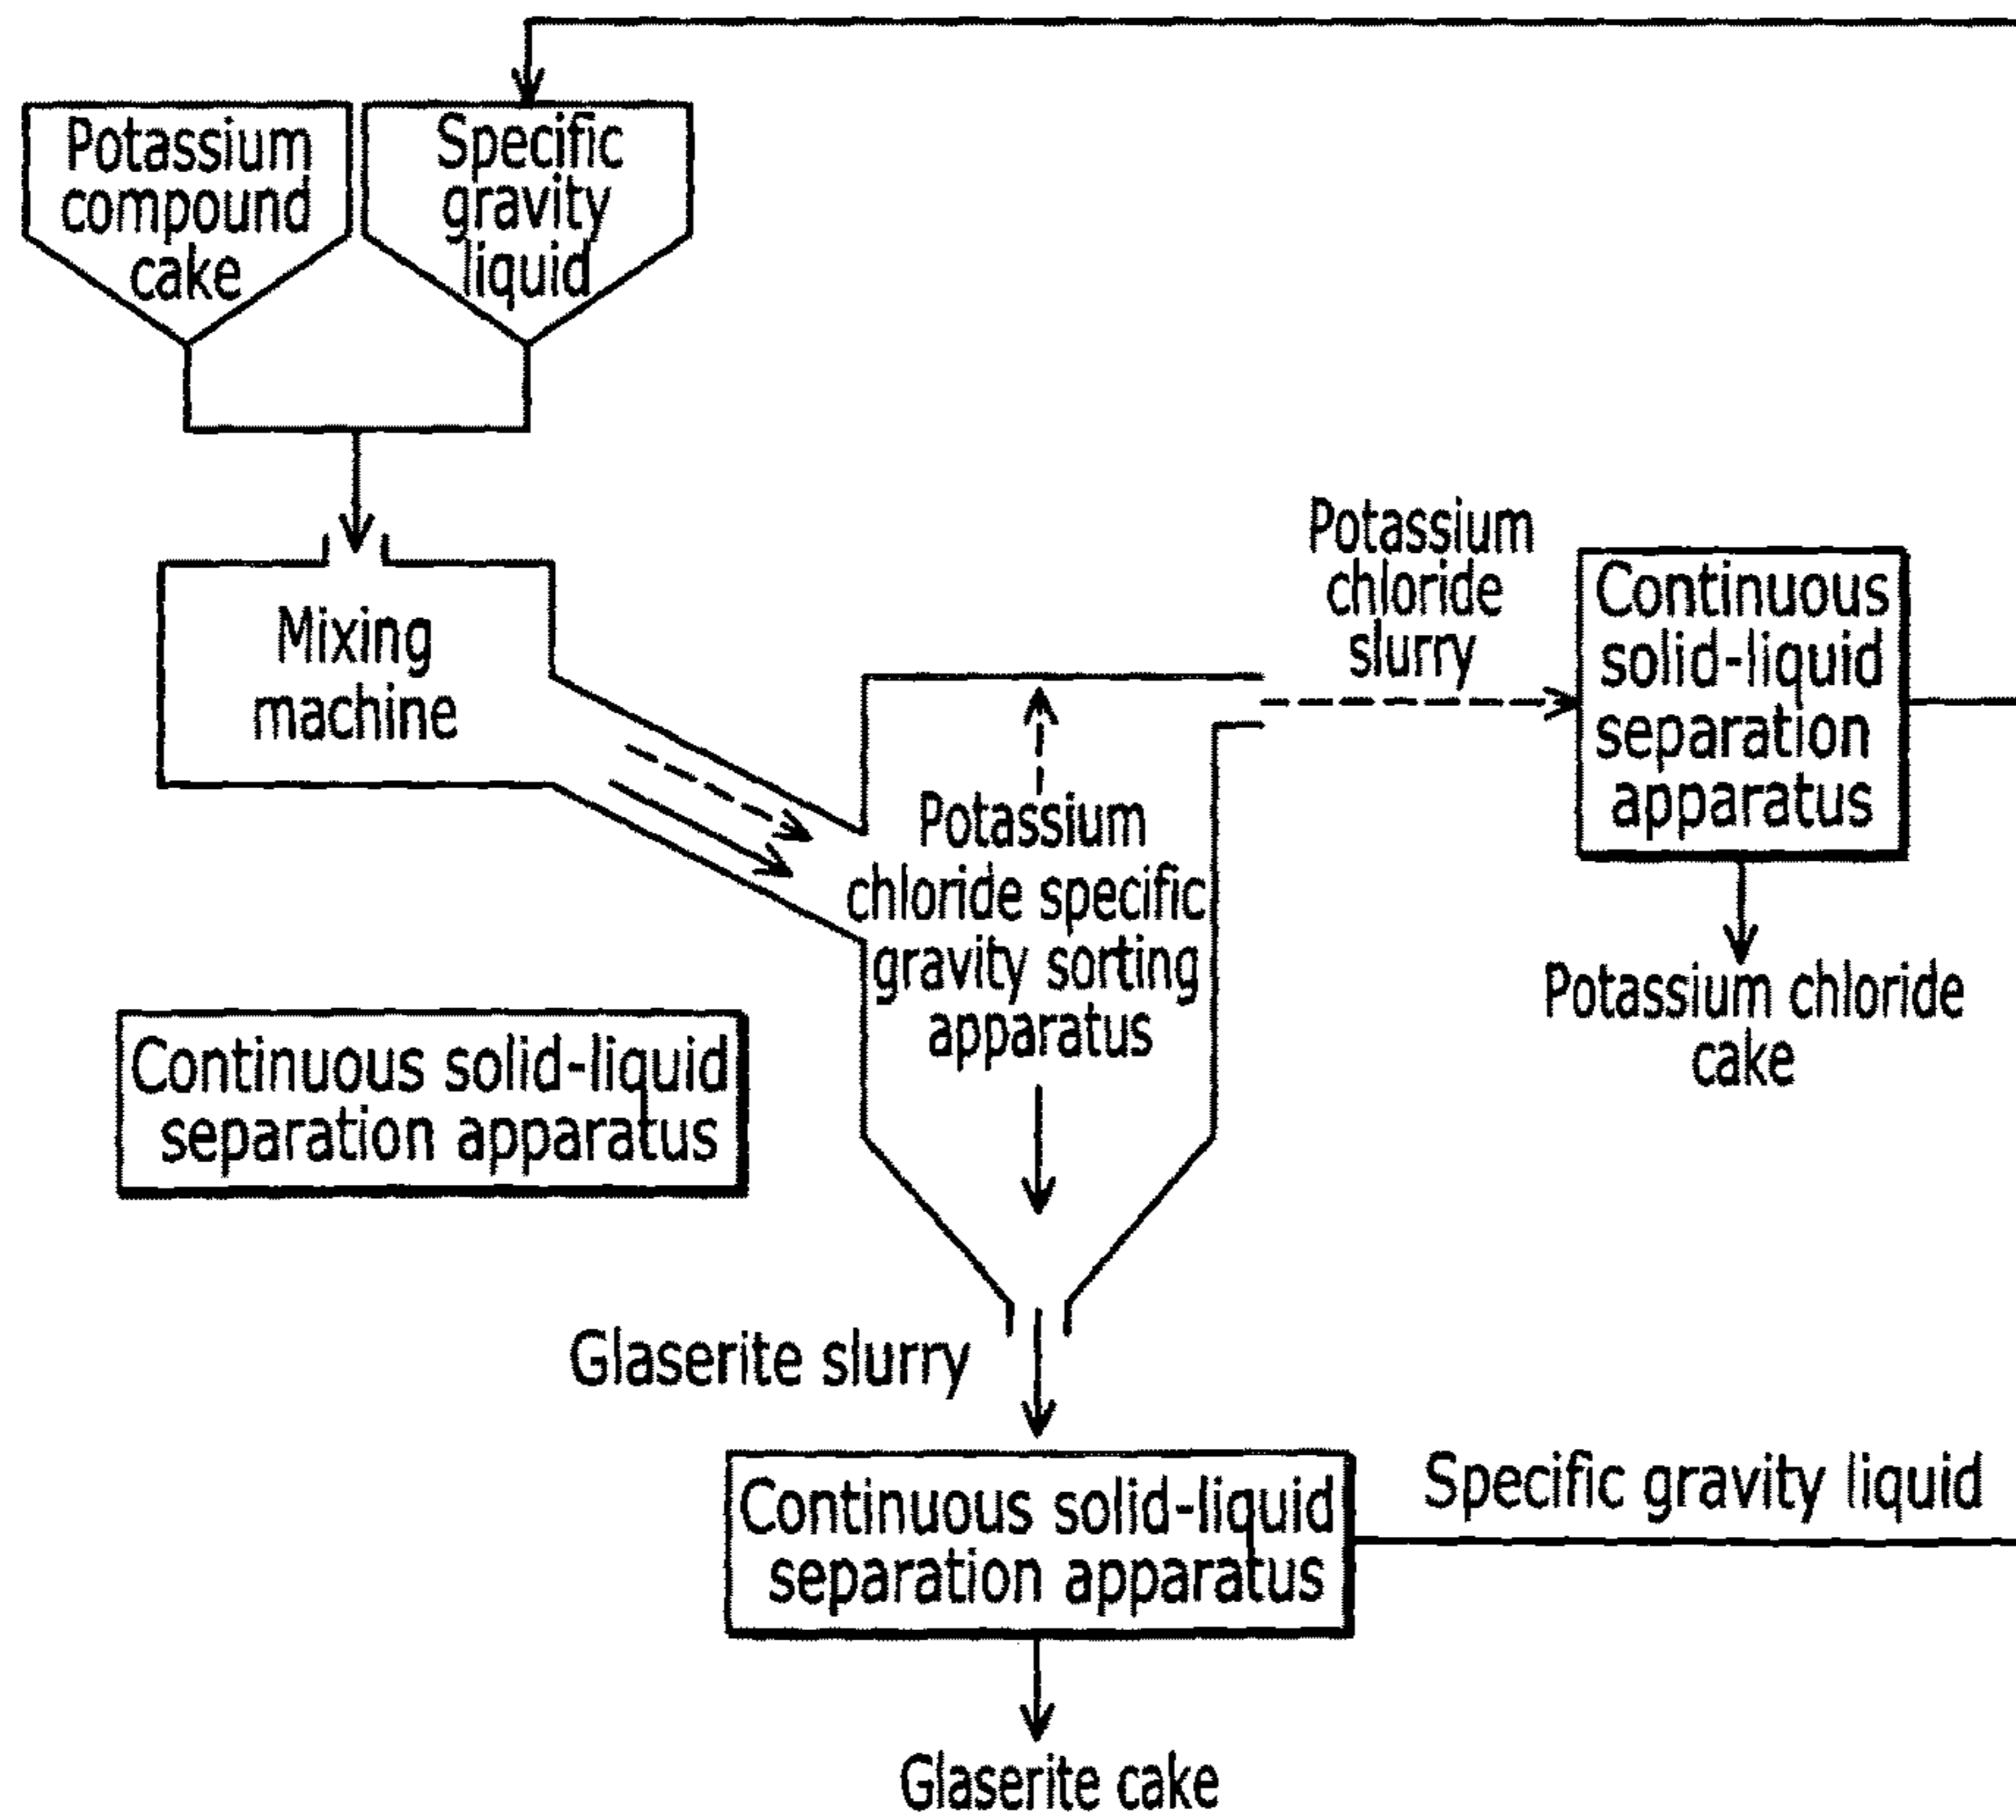 Potassium
compound
cake
Specific
gravity
liquid
Mixing
machine
Potassium
chloride
slurry
Continuous
solid-liquid
separation
apparatus
Potassium
chloride specific
gravity sorting
apparatus
Potassium chloride
cake
Continuous solid-liquid
separation apparatus
Glaserite slurry
Continuous solid-liquid
separation apparatus
Specific gravity liquid
Glaserite cake